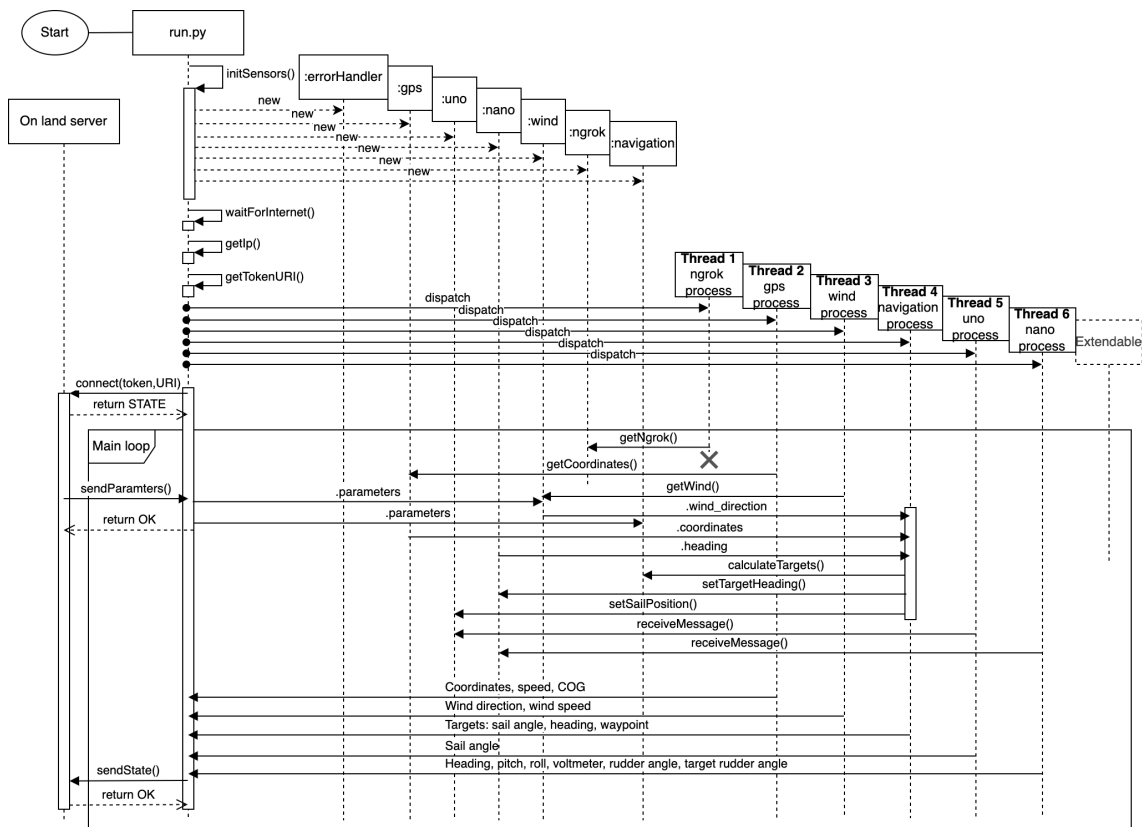 Start
run.py
initSensors()
:errorHandler
:gps
:uno
:nano
:wind
:ngrok
:navigation
On land server
new
new
new
new
new
new
new
waitForInternet()
getIp()
getTokenURI()
Thread 1
ngrok
process
Thread 2
gps
process
Thread 3
wind
process
Thread 4
navigation
process
Thread 5
uno
process
Thread 6
nano
process
Extendable
dispatch
dispatch
dispatch
dispatch
dispatch
dispatch
connect(token,URI)
return STATE
Main loop
getNgrok()
getCoordinates()
sendParamters()
.parameters
getWind()
return OK
.parameters
.wind_direction
.coordinates
.heading
calculateTargets()
setTargetHeading()
setSailPosition()
receiveMessage()
receiveMessage()
Coordinates, speed, COG
Wind direction, wind speed
Targets: sail angle, heading, waypoint
Sail angle
Heading, pitch, roll, voltmeter, rudder angle, target rudder angle
sendState()
return OK